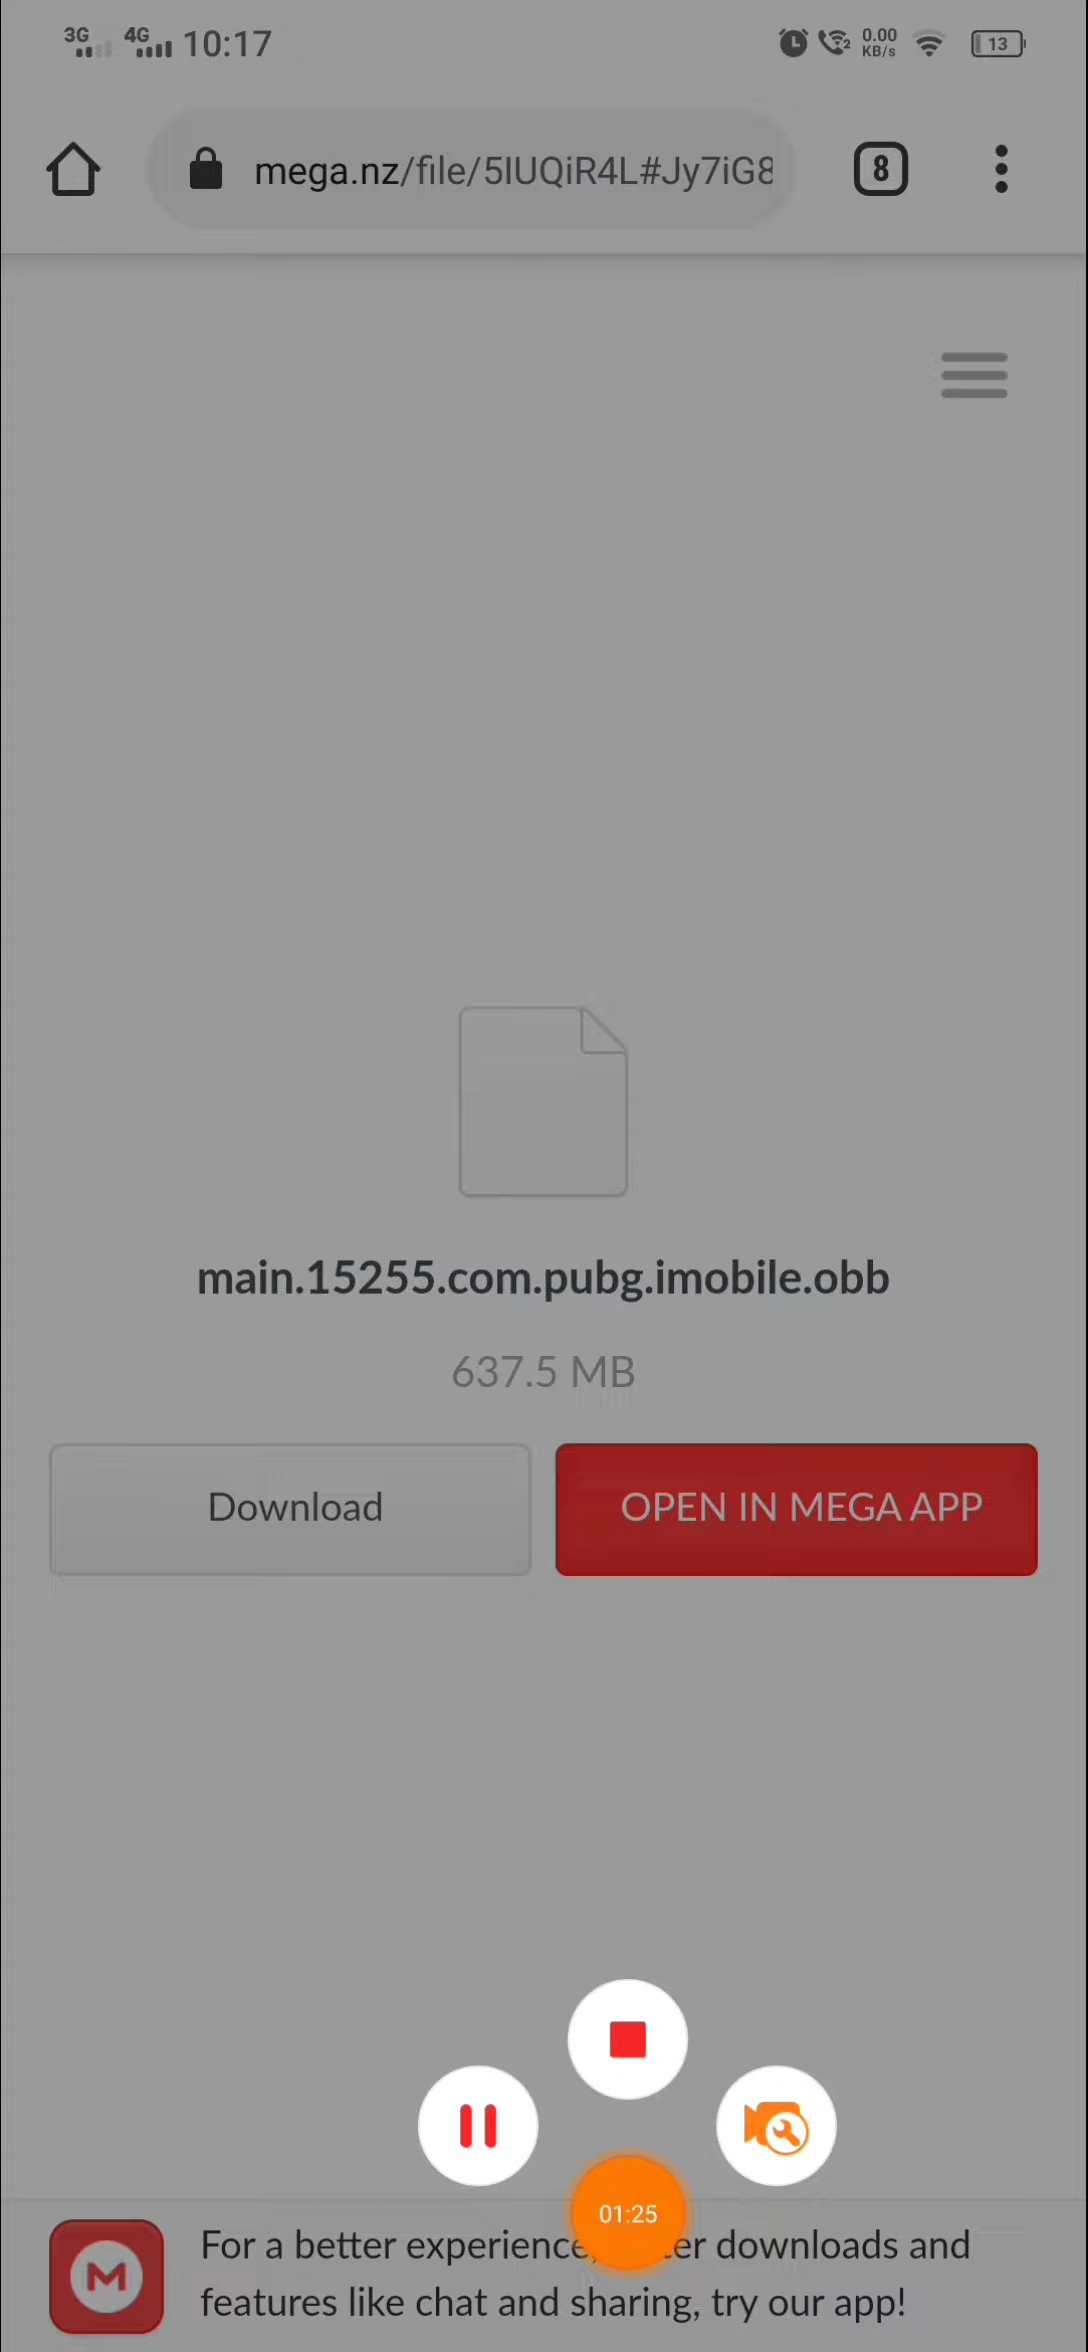 3G 4G 10:17 2 0.00 KB/s 13
mega.nz/file/5IUQiR4L#Jy7iG8 8
main.15255.com.pubg.imobile.obb
637.5 MB
Download OPEN IN MEGA APP
01:25
M
For a better experience, er downloads and
features like chat and sharing, try our app!